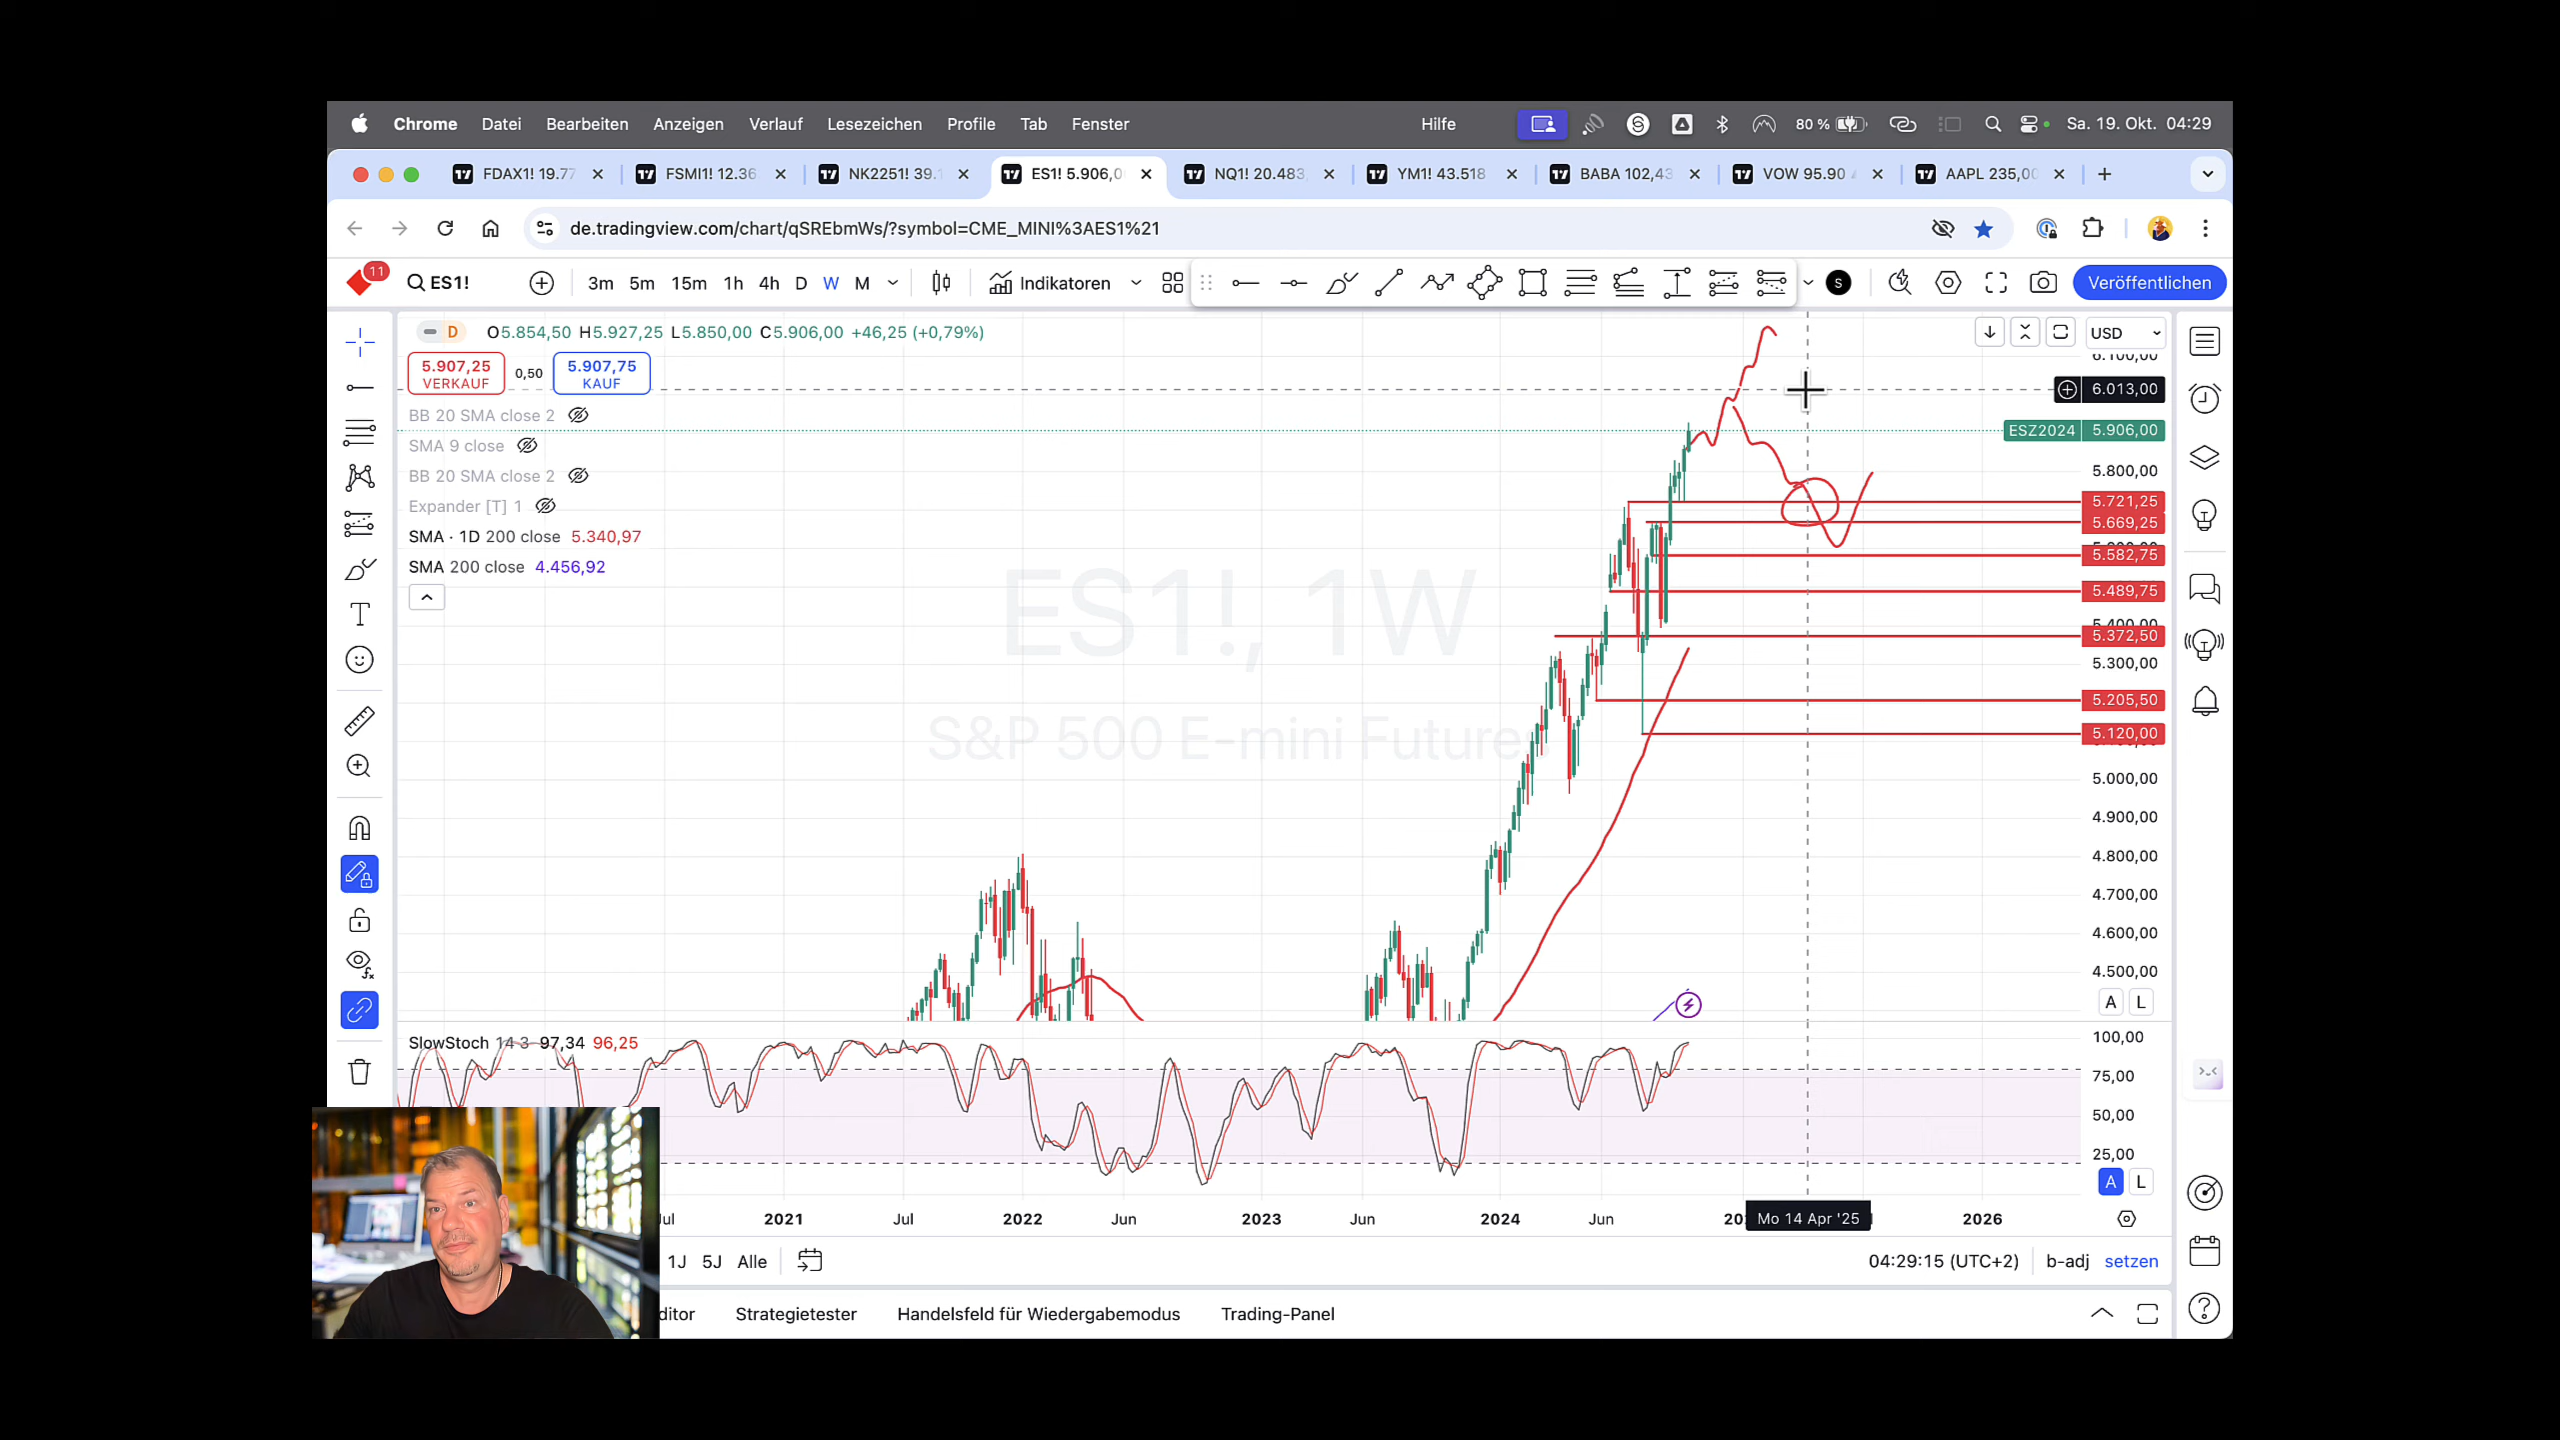 Chrome Datei Bearbeiten Anzeigen Verlauf Lesezeichen Profile Tab Fenster Hilfe 80 % Sa. 19. Okt. 04:29
FDAX1! 19.77 FSMI1! 12.36 NK2251! 39.1 ES1! 5.906,0 NQ1! 20.483, YM1! 43.518 BABA 102,43 VOW 95.90 AAPL 235,00
de.tradingview.com/chart/qSREbmWs/?symbol=CME_MINI%3AES1%21
11 ES1! 3m 5m 15m 1h 4h D W M Indikatoren S Veröffentlichen
D O5.854,50 H5.927,25 L5.850,00 C5.906,00 +46,25 (+0,79%) USD
6.100,00
5.907,25 VERKAUF 0,50 5.907,75 KAUF
6.013,00
BB 20 SMA close 2
ESZ2024 5.906,00
SMA 9 close
BB 20 SMA close 2
5.800,00
Expander [T] 1
5.721,25
5.669,25
SMA · 1D 200 close 5.340,97
5.582,75
SMA 200 close 4.456,92
5.489,75
ES1!, 1W
5.400,00
5.372,50
5.300,00
5.205,50
S&P 500 E-mini Future
5.120,00
5.000,00
4.900,00
4.800,00
4.700,00
4.600,00
4.500,00
A L
SlowStoch 14 3 97,34 96,25
100,00
75,00
50,00
25,00
A L
2021 Jul 2022 Jun 2023 Jun 2024 Jun Mo 14 Apr '25 2026
1J 5J Alle 04:29:15 (UTC+2) b-adj setzen
ditor Strategietester Handelsfeld für Wiedergabemodus Trading-Panel